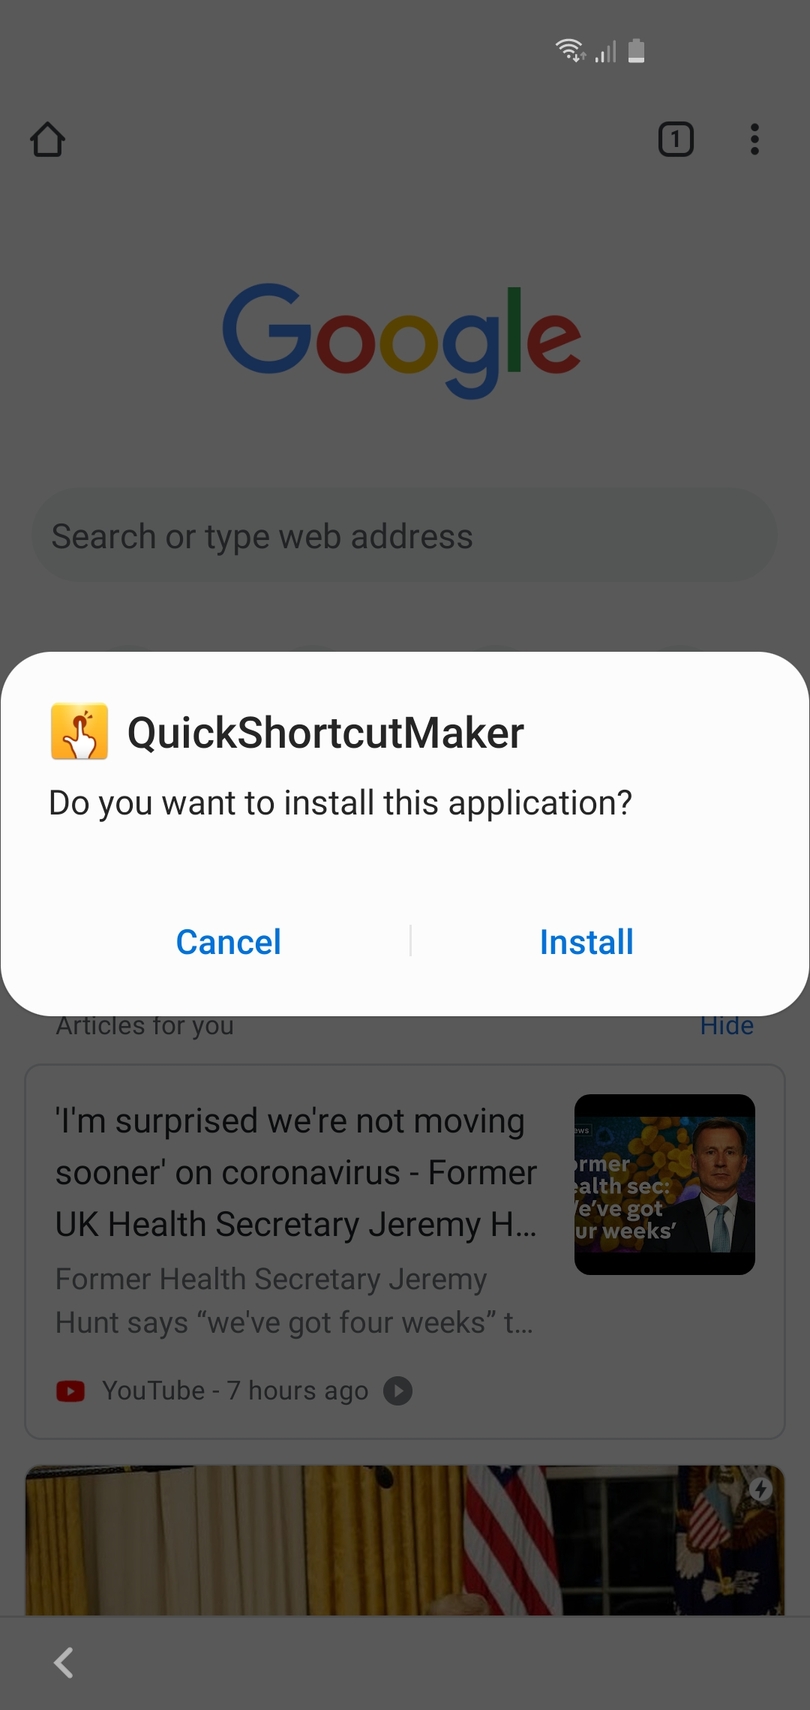 1
Google
Search or type web address
QuickShortcutMaker
Do you want to install this application?
Cancel
Install
Articles for you
Hide
'I'm surprised we're not moving
sooner' on coronavirus - Former
UK Health Secretary Jeremy H...
ews
ormer
ealth sec:
e've got
ur weeks'
Former Health Secretary Jeremy
Hunt says “we've got four weeks” t...
YouTube - 7 hours ago